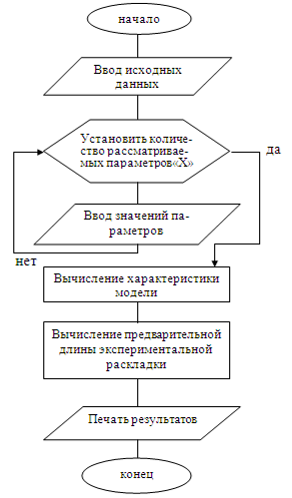 начало
Ввод исходных
данных
Установить количе-
ство рассматривае-
мых параметров«X»
да
Ввод значений па-
раметров
нет
Вычисление характеристики
модели
Вычисление предварительной
длины экспериментальной
раскладки
Печать результатов
конец